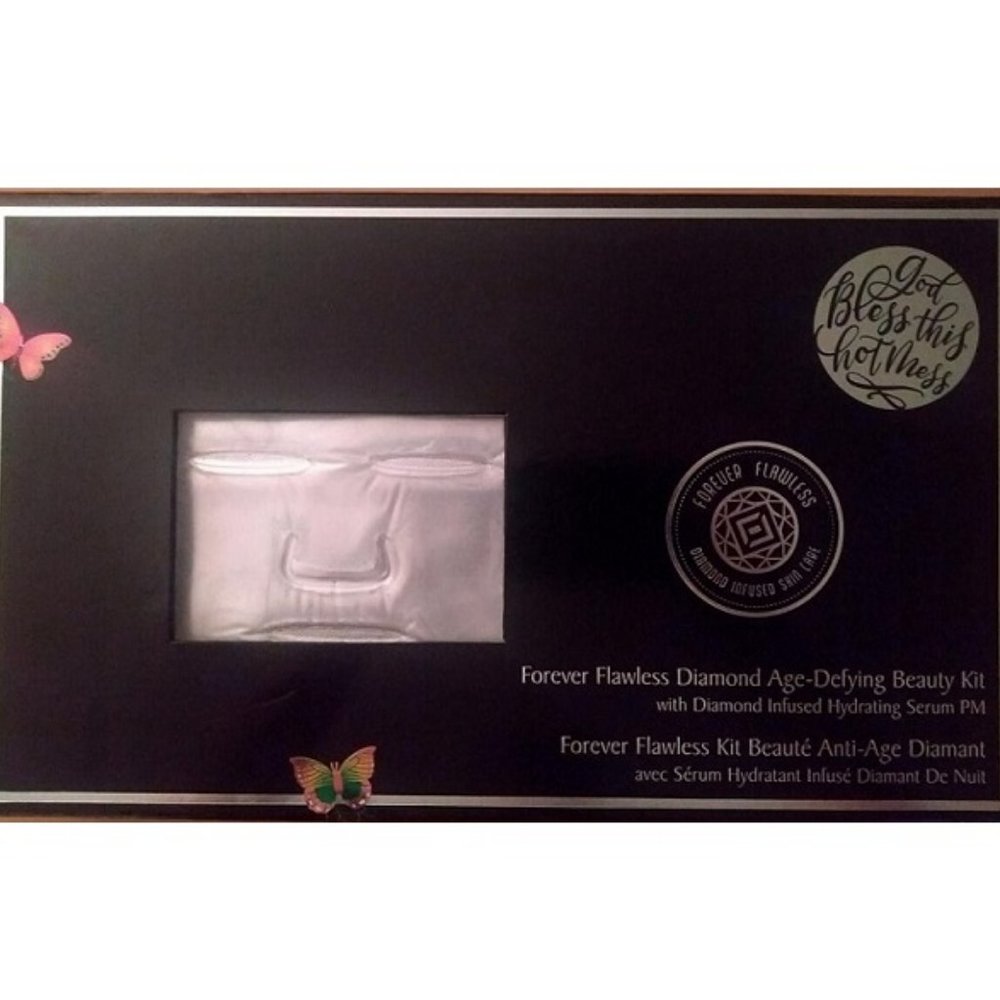 God
Bless this
hot mess
FOREVER FLAWLESS
DIAMOND INFUSED SKIN CARE
Forever Flawless Diamond Age-Defying Beauty Kit
with Diamond Infused Hydrating Serum PM
Forever Flawless Kit Beauté Anti-Age Diamant
avec Sérum Hydratant Infusé Diamant De Nuit